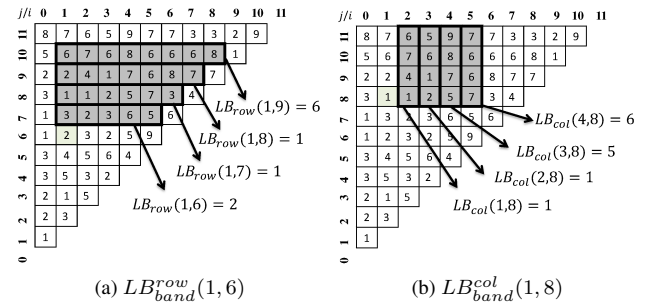 j/i 0 1 2 3 4 5 6 7 8 9 10 11
11 8 7 6 5 9 7 7 3 3 2 9
10 5 6 7 6 8 6 6 6 8 1
9 2 2 4 1 7 6 8 7 7
8 3 1 1 2 5 7 3 4
7 1 3 2 3 6 5 6
6 1 2 3 2 5 9
5 3 4 5 6 4
4 3 5 3 2
3 2 1 5
2 2 3
1 1
0
LB_row(1,9) = 6
LB_row(1,8) = 1
LB_row(1,7) = 1
LB_row(1,6) = 2
(a) LB^row_band(1, 6)
j/i 0 1 2 3 4 5 6 7 8 9 10 11
11 8 7 6 5 9 7 7 3 3 2 9
10 5 6 7 6 8 6 6 6 8 1
9 2 2 4 1 7 6 8 7 7
8 3 1 1 2 5 7 3 4
7 1 3 2 3 6 5 6
6 1 2 3 2 5 9
5 3 4 5 6 4
4 3 5 3 2
3 2 1 5
2 2 3
1 1
0
LB_col(4,8) = 6
LB_col(3,8) = 5
LB_col(2,8) = 1
LB_col(1,8) = 1
(b) LB^col_band(1, 8)